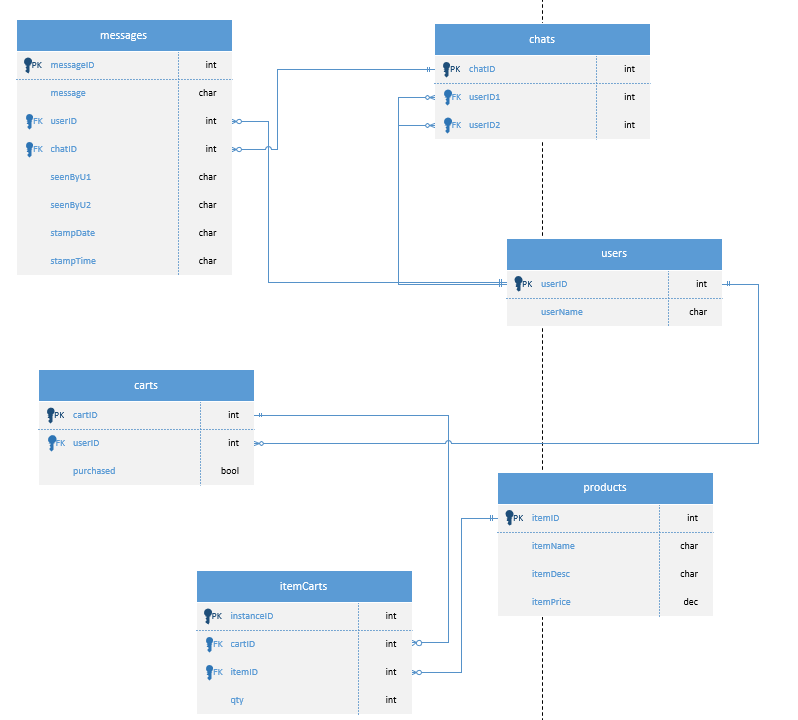 messages
PK messageID int
message char
FK userID int
FK chatID int
seenByU1 char
seenByU2 char
stampDate char
stampTime char
chats
PK chatID int
FK userID1 int
FK userID2 int
users
PK userID int
userName char
carts
PK cartID int
FK userID int
purchased bool
products
PK itemID int
itemName char
itemDesc char
itemPrice dec
itemCarts
PK instanceID int
FK cartID int
FK itemID int
qty int